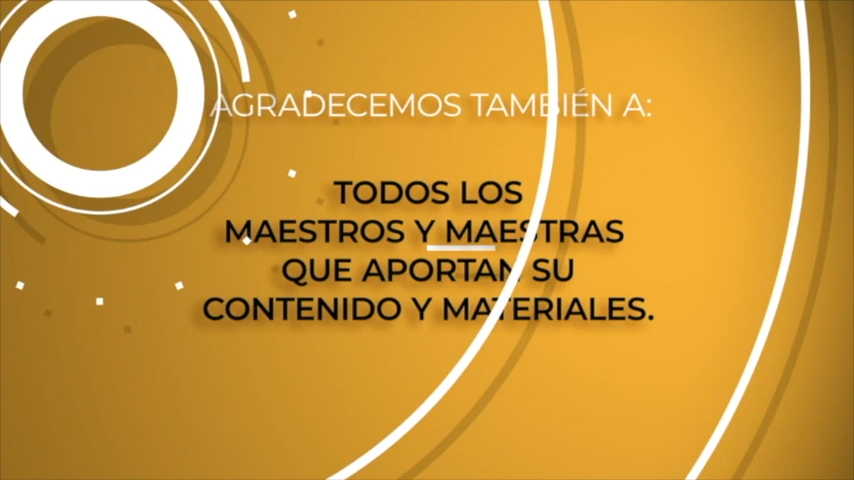 AGRADECEMOS TAMBIÉN A:
TODOS LOS
MAESTROS Y MAESTRAS
QUE APORTAN SU
CONTENIDO Y MATERIALES.